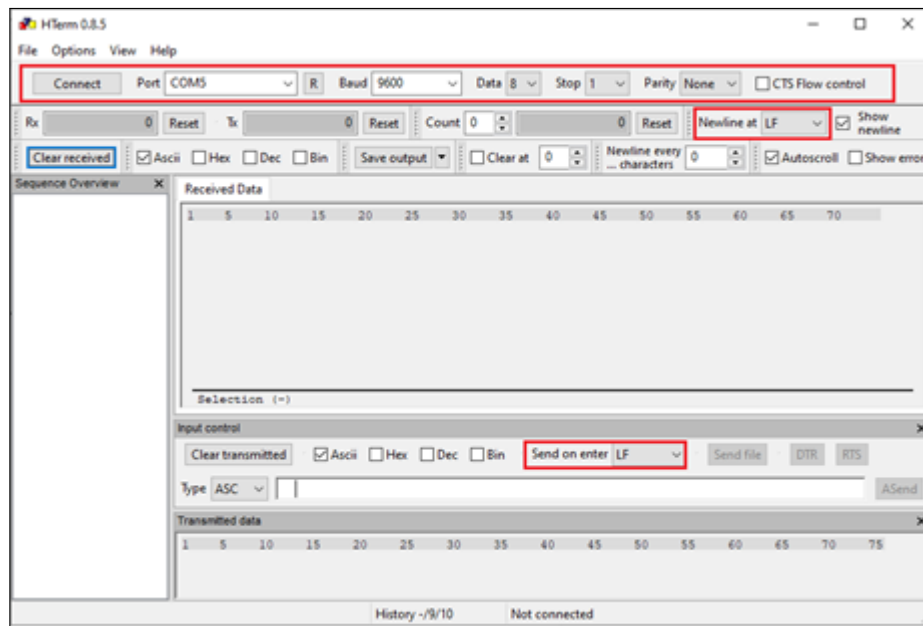 HTerm 0.8.5
File Options View Help
Connect Port COM5 R Baud 9600 Data 8 Stop 1 Parity None CTS Flow control
Rx 0 Reset Tx 0 Reset Count 0 0 Reset Newline at LF Show newline
Clear received Ascii Hex Dec Bin Save output Clear at 0 Newline every ... characters 0 Autoscroll Show error
Sequence Overview X Received Data
1 5 10 15 20 25 30 35 40 45 50 55 60 65 70
Selection (-)
Input control
Clear transmitted Ascii Hex Dec Bin Send on enter LF Send file DTR RTS
Type ASC ASend
Transmitted data
1 5 10 15 20 25 30 35 40 45 50 55 60 65 70 75
History -/9/10 Not connected